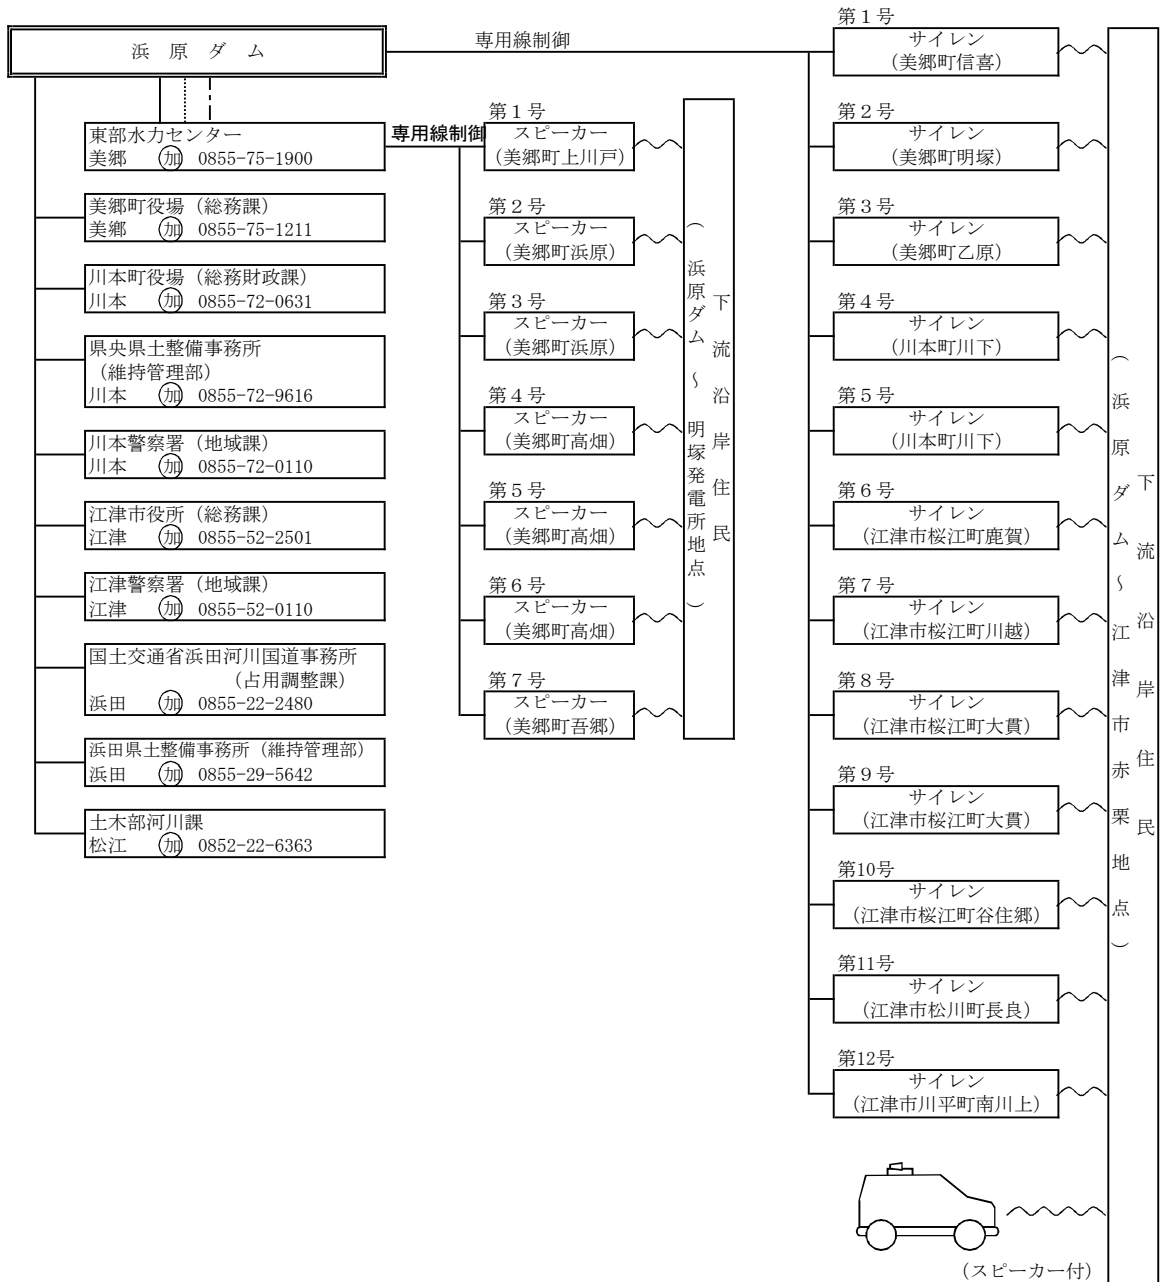 浜原ダム
東部水力センター
美郷 加 0855-75-1900
美郷町役場（総務課）
美郷 加 0855-75-1211
川本町役場（総務財政課）
川本 加 0855-72-0631
県央県土整備事務所
（維持管理部）
川本 加 0855-72-9616
川本警察署（地域課）
川本 加 0855-72-0110
江津市役所（総務課）
江津 加 0855-52-2501
江津警察署（地域課）
江津 加 0855-52-0110
国土交通省浜田河川国道事務所
（占用調整課）
浜田 加 0855-22-2480
浜田県土整備事務所（維持管理部）
浜田 加 0855-29-5642
土木部河川課
松江 加 0852-22-6363
専用線制御
第１号
スピーカー
（美郷町上川戸）
第２号
スピーカー
（美郷町浜原）
第３号
スピーカー
（美郷町浜原）
第４号
スピーカー
（美郷町高畑）
第５号
スピーカー
（美郷町高畑）
第６号
スピーカー
（美郷町高畑）
第７号
スピーカー
（美郷町吾郷）
下流沿岸住民
（浜原ダム～明塚発電所地点）
専用線制御
第１号
サイレン
（美郷町信喜）
第２号
サイレン
（美郷町明塚）
第３号
サイレン
（美郷町乙原）
第４号
サイレン
（川本町川下）
第５号
サイレン
（川本町川下）
第６号
サイレン
（江津市桜江町鹿賀）
第７号
サイレン
（江津市桜江町川越）
第８号
サイレン
（江津市桜江町大貫）
第９号
サイレン
（江津市桜江町大貫）
第10号
サイレン
（江津市桜江町谷住郷）
第11号
サイレン
（江津市松川町長良）
第12号
サイレン
（江津市川平町南川上）
下流沿岸住民
（浜原ダム～江津市赤栗地点）
（スピーカー付）